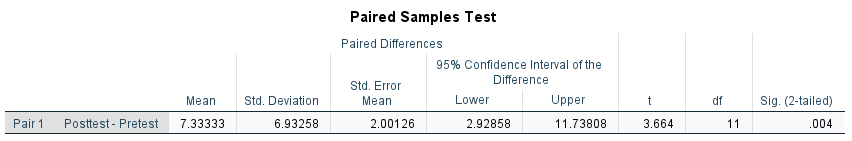 Paired Samples Test
Paired Differences
95% Confidence Interval of the
Difference
Mean Std. Deviation Std. Error
Mean Lower Upper t df Sig. (2-tailed)
Pair 1 Posttest - Pretest 7.33333 6.93258 2.00126 2.92858 11.73808 3.664 11 .004